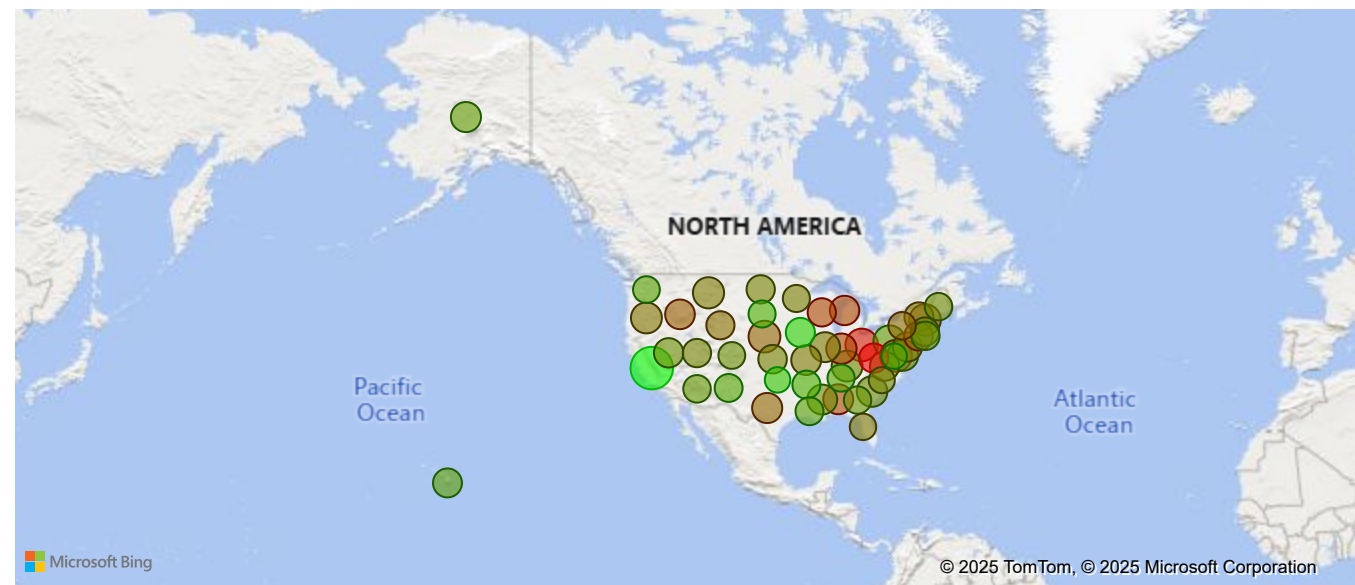 NORTH AMERICA
Pacific
Ocean
Atlantic
Ocean
Microsoft Bing
© 2025 TomTom, © 2025 Microsoft Corporation